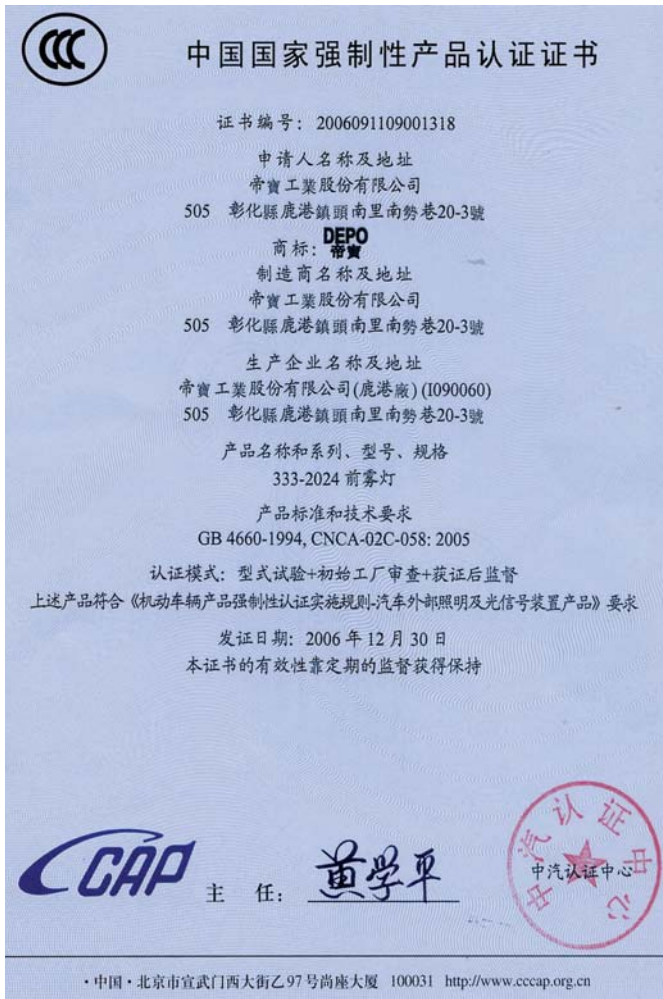 CCC
中国国家强制性产品认证证书
证书编号：2006091109001318
申请人名称及地址
帝寶工業股份有限公司
505 彰化縣鹿港鎮頭南里南勢巷20-3號
商标：DEPO
帝寶
制造商名称及地址
帝寶工業股份有限公司
505 彰化縣鹿港鎮頭南里南勢巷20-3號
生产企业名称及地址
帝寶工業股份有限公司(鹿港廠)(I090060)
505 彰化縣鹿港鎮頭南里南勢巷20-3號
产品名称和系列、型号、规格
333-2024 前雾灯
产品标准和技术要求
GB 4660-1994, CNCA-02C-058: 2005
认证模式：型式试验+初始工厂审查+获证后监督
上述产品符合《机动车辆产品强制性认证实施规则-汽车外部照明及光信号装置产品》要求
发证日期：2006 年 12 月 30 日
本证书的有效性靠定期的监督获得保持
CCAP
主 任：黄学平
中汽认证中心
中汽认证中心
·中国·北京市宣武门西大街乙97号尚座大厦 100031 http://www.cccap.org.cn